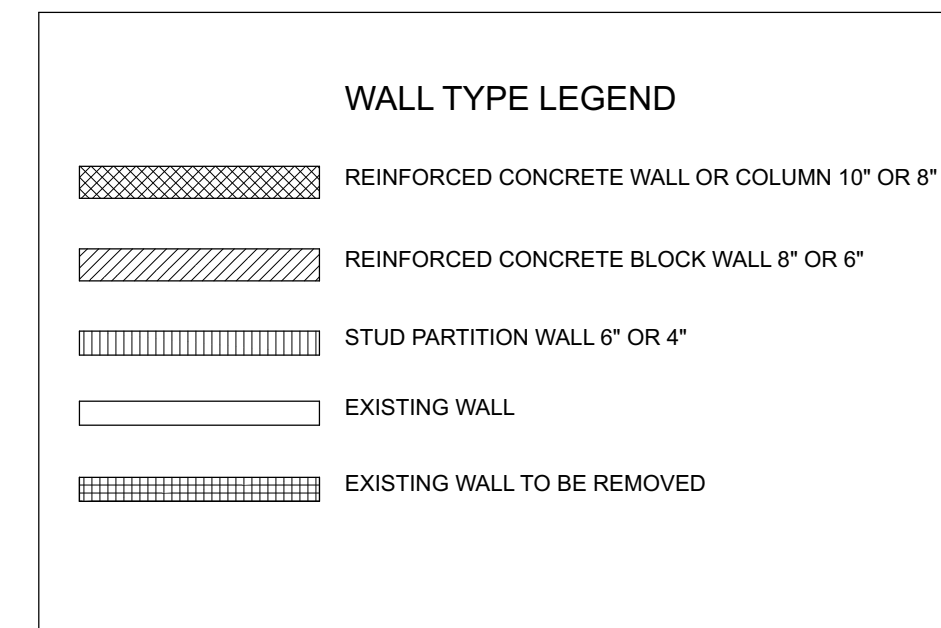 WALL TYPE LEGEND
REINFORCED CONCRETE WALL OR COLUMN 10" OR 8"
REINFORCED CONCRETE BLOCK WALL 8" OR 6"
STUD PARTITION WALL 6" OR 4"
EXISTING WALL
EXISTING WALL TO BE REMOVED